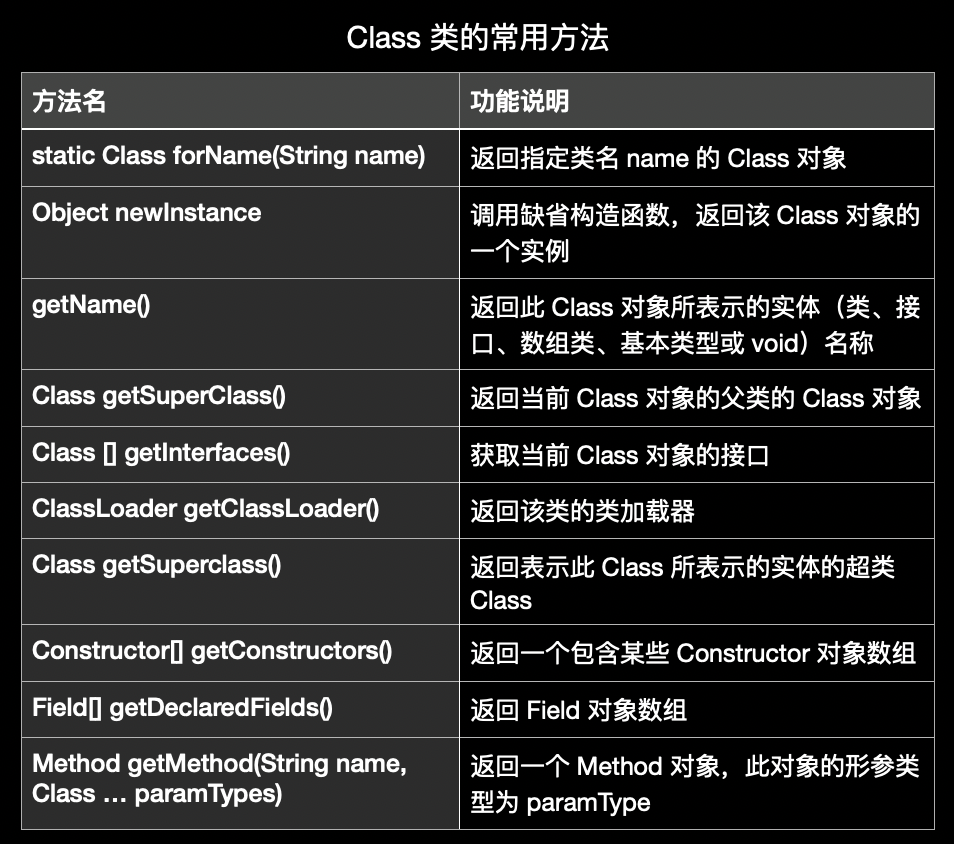 Class 类的常用方法
方法名
功能说明
static Class forName(String name)
返回指定类名 name 的 Class 对象
Object newInstance
调用缺省构造函数，返回该 Class 对象的
一个实例
getName()
返回此 Class 对象所表示的实体（类、接
口、数组类、基本类型或 void）名称
Class getSuperClass()
返回当前 Class 对象的父类的 Class 对象
Class [] getInterfaces()
获取当前 Class 对象的接口
ClassLoader getClassLoader()
返回该类的类加载器
Class getSuperclass()
返回表示此 Class 所表示的实体的超类
Class
Constructor[] getConstructors()
返回一个包含某些 Constructor 对象数组
Field[] getDeclaredFields()
返回 Field 对象数组
Method getMethod(String name,
Class … paramTypes)
返回一个 Method 对象，此对象的形参类
型为 paramType